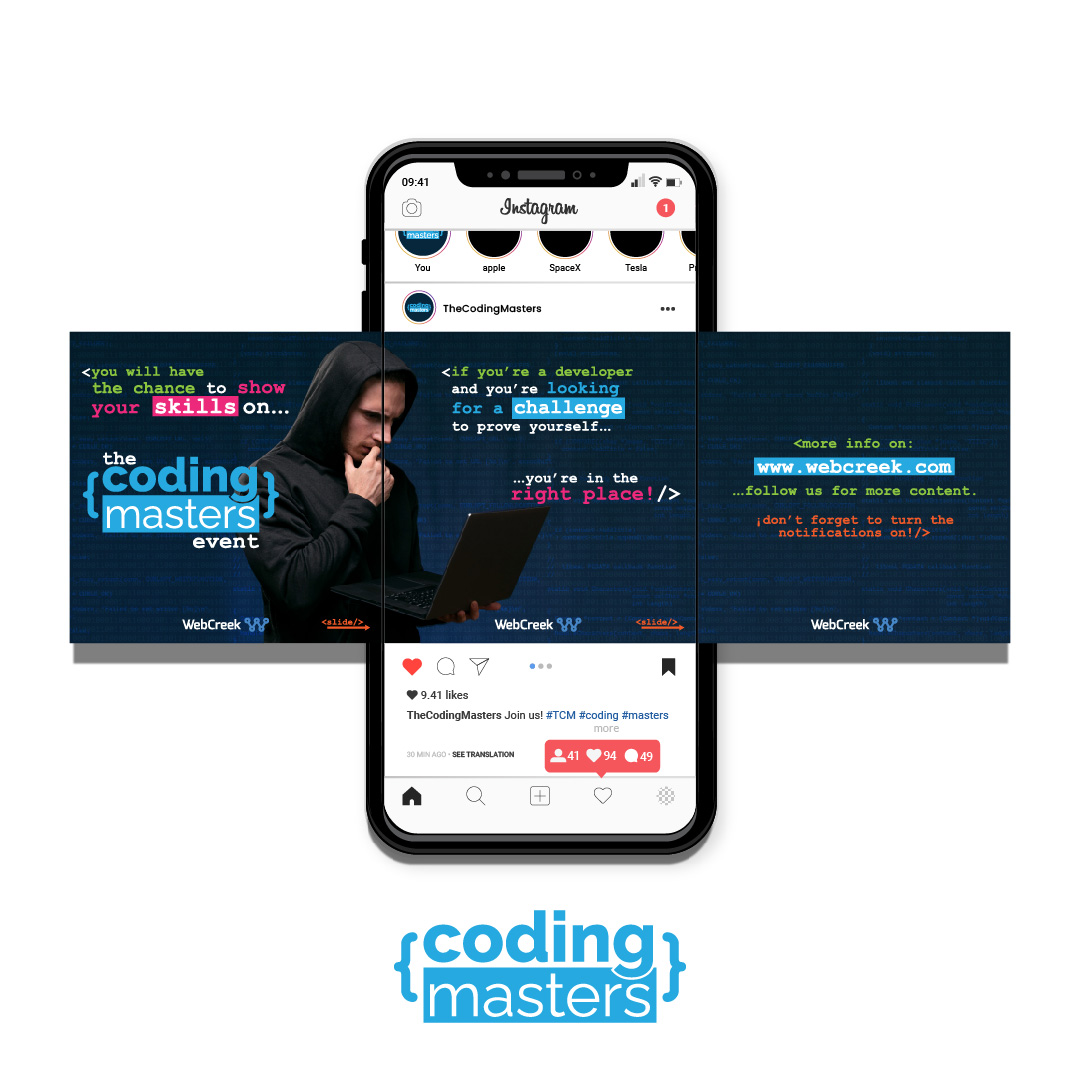 09:41
Instagram
1
masters
You
apple
SpaceX
Tesla
{coding
masters}
TheCodingMasters
<you will have
the chance to show
your skills on...
the
{coding
masters}
event
WebCreek
<slide/>
<if you're a developer
and you're looking
for a challenge
to prove yourself...
...you're in the
right place!/>
WebCreek
<slide/>
<more info on:
www.webcreek.com
...follow us for more content.
¡don't forget to turn the
notifications on!/>
WebCreek
9.41 likes
TheCodingMasters Join us! #TCM #coding #masters
more
30 MIN AGO · SEE TRANSLATION
41 94 49
{coding
masters}